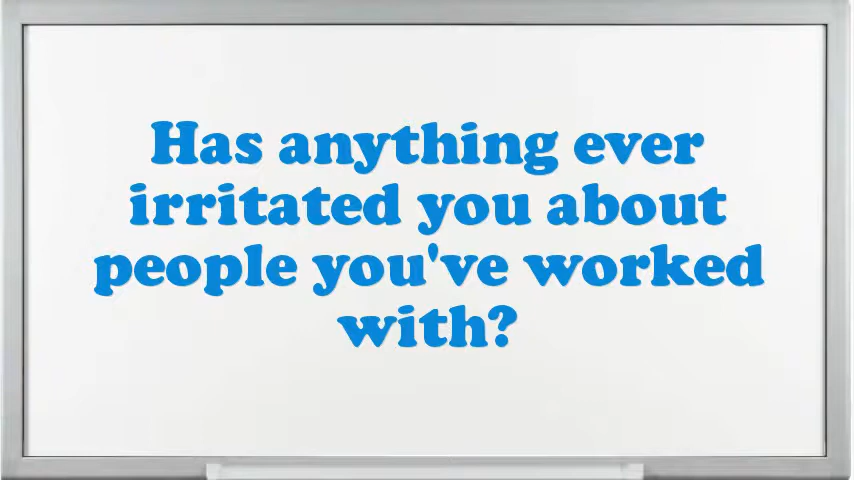 Has anything ever
irritated you about
people you've worked
with?